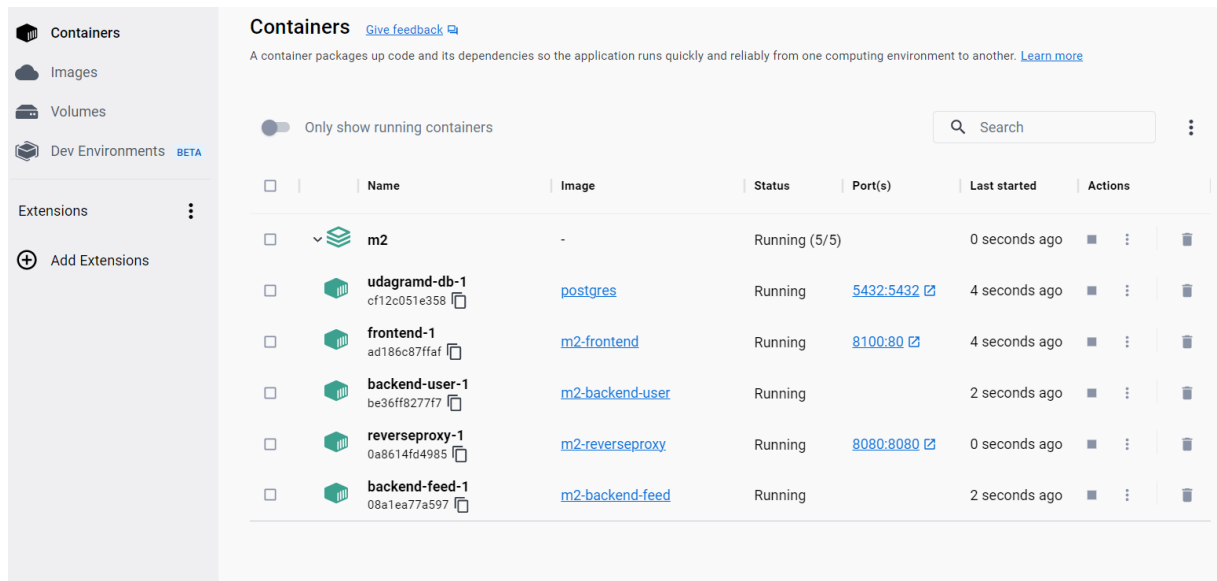 Containers
Images
Volumes
Dev Environments BETA
Extensions
Add Extensions
Containers Give feedback
A container packages up code and its dependencies so the application runs quickly and reliably from one computing environment to another. Learn more
Only show running containers
Search
Name Image Status Port(s) Last started Actions
m2 - Running (5/5) 0 seconds ago
udagramd-db-1
cf12c051e358
postgres Running 5432:5432 4 seconds ago
frontend-1
ad186c87ffaf
m2-frontend Running 8100:80 4 seconds ago
backend-user-1
be36ff8277f7
m2-backend-user Running 2 seconds ago
reverseproxy-1
0a8614fd4985
m2-reverseproxy Running 8080:8080 0 seconds ago
backend-feed-1
08a1ea77a597
m2-backend-feed Running 2 seconds ago